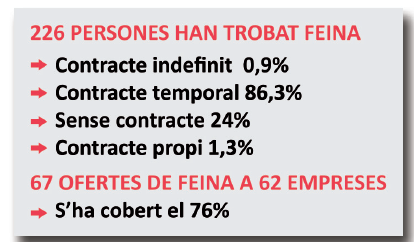 226 PERSONES HAN TROBAT FEINA
Contracte indefinit 0,9%
Contracte temporal 86,3%
Sense contracte 24%
Contracte propi 1,3%
67 OFERTES DE FEINA A 62 EMPRESES
S'ha cobert el 76%